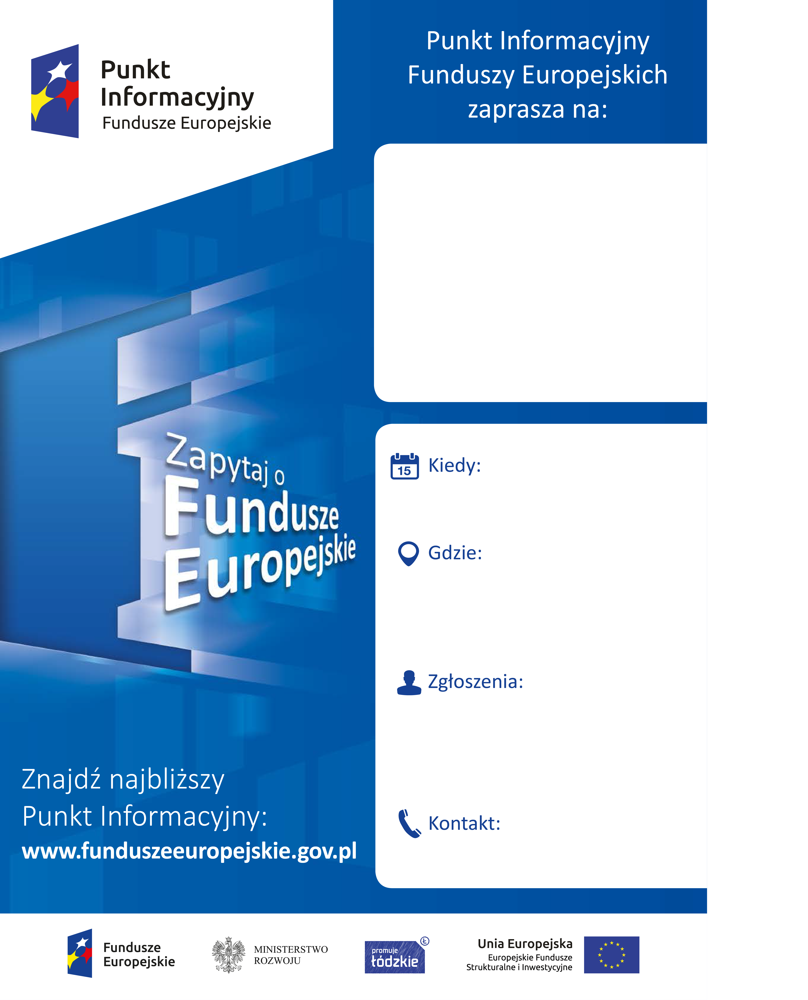 Punkt
Informacyjny
Fundusze Europejskie
Punkt Informacyjny
Funduszy Europejskich
zaprasza na:
Zapytaj o
Fundusze
Europejskie
15
Kiedy:
Gdzie:
Zgłoszenia:
Kontakt:
Znajdź najbliższy
Punkt Informacyjny:
www.funduszeeuropejskie.gov.pl
Fundusze
Europejskie
MINISTERSTWO
ROZWOJU
Ł
promuje
łódzkie
Unia Europejska
Europejskie Fundusze
Strukturalne i Inwestycyjne